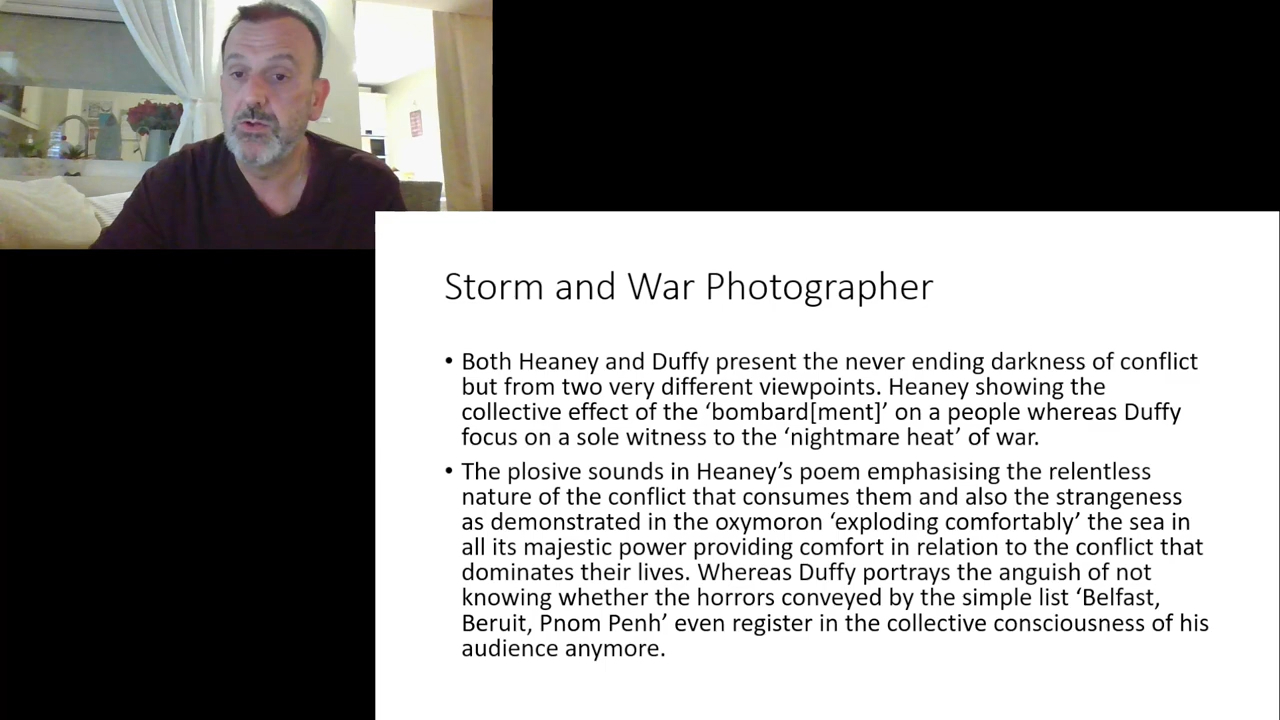 Storm and War Photographer
• Both Heaney and Duffy present the never ending darkness of conflict
but from two very different viewpoints. Heaney showing the
collective effect of the ‘bombard[ment]’ on a people whereas Duffy
focus on a sole witness to the ‘nightmare heat’ of war.
• The plosive sounds in Heaney’s poem emphasising the relentless
nature of the conflict that consumes them and also the strangeness
as demonstrated in the oxymoron ‘exploding comfortably’ the sea in
all its majestic power providing comfort in relation to the conflict that
dominates their lives. Whereas Duffy portrays the anguish of not
knowing whether the horrors conveyed by the simple list ‘Belfast,
Beruit, Pnom Penh’ even register in the collective consciousness of his
audience anymore.